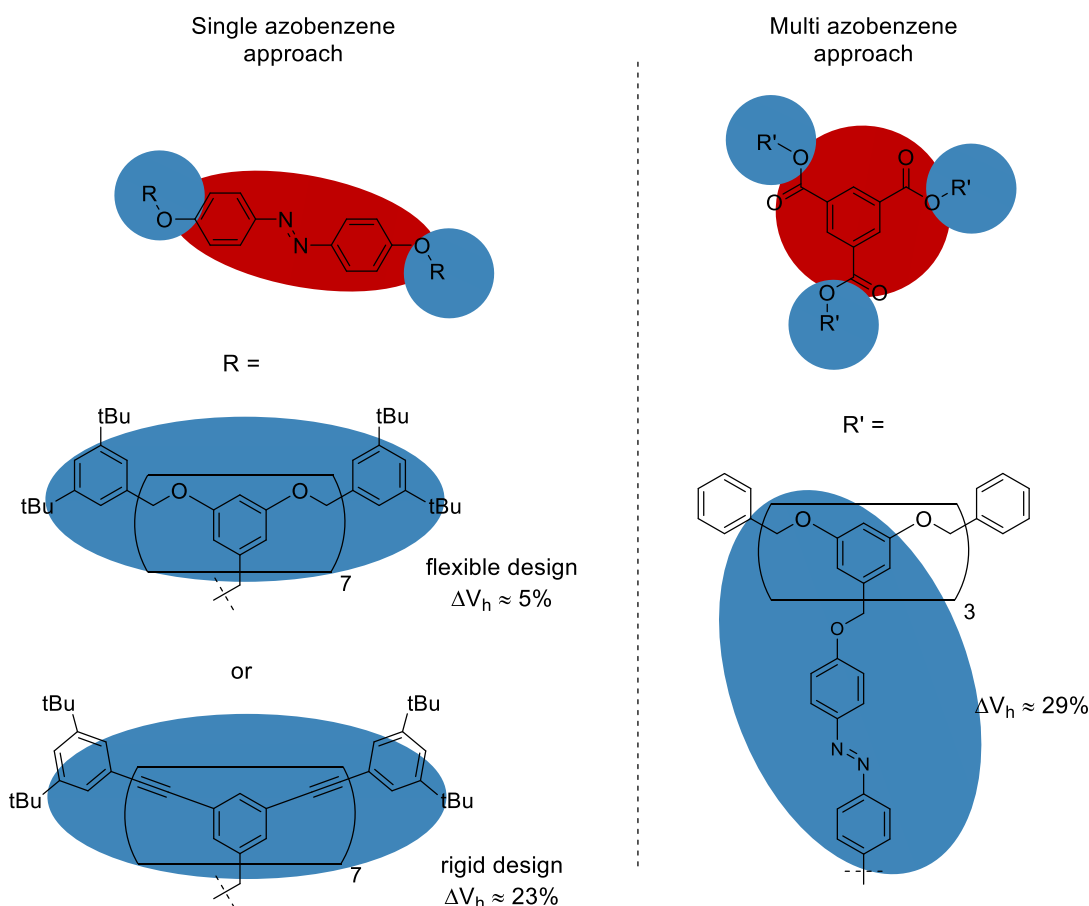 Single azobenzene
approach
Multi azobenzene
approach
R
O
N
N
O
R
R'
O
O
O
O
R'
O
O
R'
R =
tBu
tBu
tBu
O
O
tBu
7
flexible design
ΔVh ≈ 5%
or
tBu
tBu
tBu
tBu
7
rigid design
ΔVh ≈ 23%
R' =
O
O
3
O
N
N
ΔVh ≈ 29%